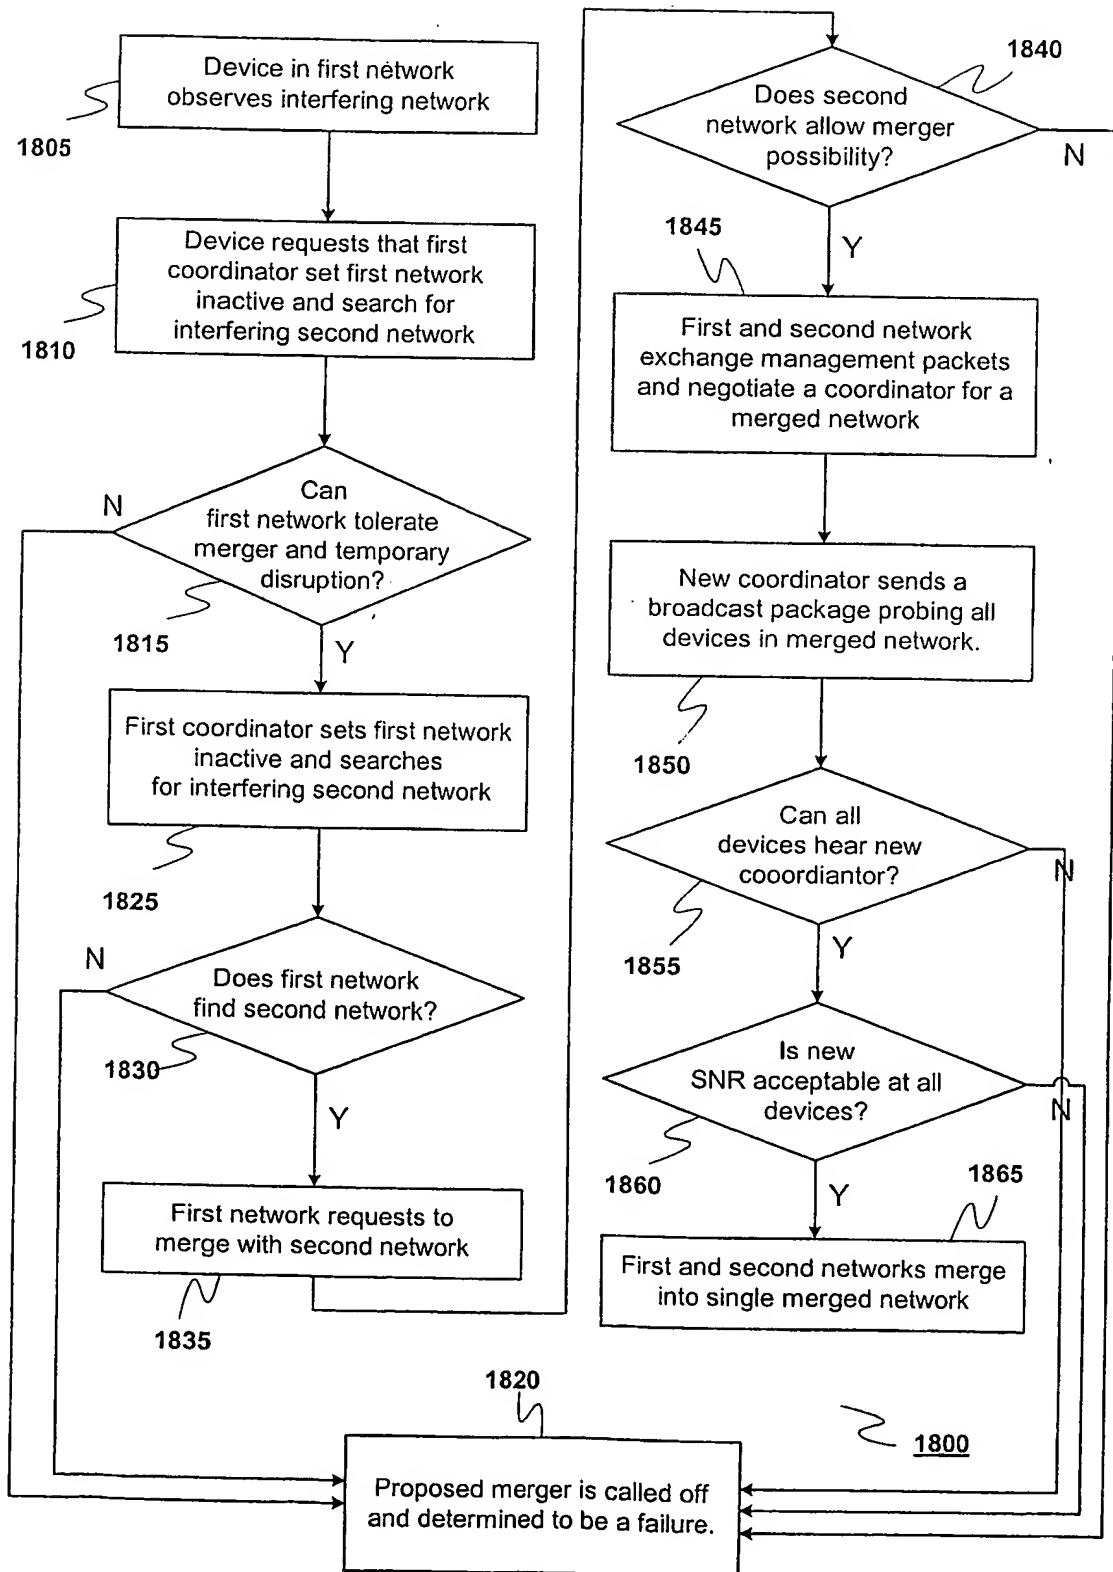 Device in first network
observes interfering network
1805
Device requests that first
coordinator set first network
inactive and search for
interfering second network
1810
Can
first network tolerate
merger and temporary
disruption?
N
1815
Y
First coordinator sets first network
inactive and searches
for interfering second network
1825
N
Does first network
find second network?
1830
Y
First network requests to
merge with second network
1835
1840
Does second
network allow merger
possibility?
N
1845
Y
First and second network
exchange management packets
and negotiate a coordinator for a
merged network
New coordinator sends a
broadcast package probing all
devices in merged network.
1850
Can all
devices hear new
cooordiantor?
N
1855
Y
Is new
SNR acceptable at all
devices?
N
1860
Y
1865
First and second networks merge
into single merged network
1820
1800
Proposed merger is called off
and determined to be a failure.